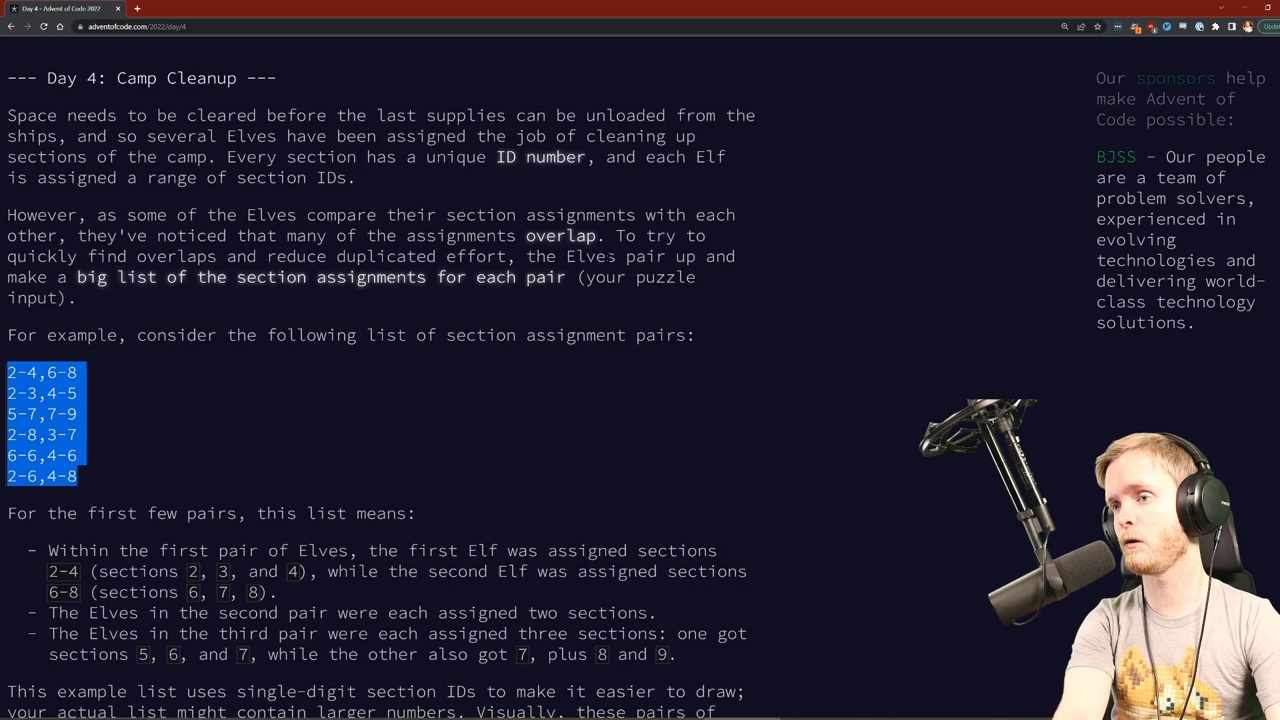 Day 4 - Advent of Code 2022
adventofcode.com/2022/day/4
--- Day 4: Camp Cleanup ---
Space needs to be cleared before the last supplies can be unloaded from the
ships, and so several Elves have been assigned the job of cleaning up
sections of the camp. Every section has a unique ID number, and each Elf
is assigned a range of section IDs.
However, as some of the Elves compare their section assignments with each
other, they've noticed that many of the assignments overlap. To try to
quickly find overlaps and reduce duplicated effort, the Elves pair up and
make a big list of the section assignments for each pair (your puzzle
input).
For example, consider the following list of section assignment pairs:
2-4,6-8
2-3,4-5
5-7,7-9
2-8,3-7
6-6,4-6
2-6,4-8
For the first few pairs, this list means:
- Within the first pair of Elves, the first Elf was assigned sections
2-4 (sections 2, 3, and 4), while the second Elf was assigned sections
6-8 (sections 6, 7, 8).
- The Elves in the second pair were each assigned two sections.
- The Elves in the third pair were each assigned three sections: one got
sections 5, 6, and 7, while the other also got 7, plus 8 and 9.
This example list uses single-digit section IDs to make it easier to draw;
your actual list might contain larger numbers. Visually, these pairs of
Our sponsors help
make Advent of
Code possible:
BJSS - Our people
are a team of
problem solvers,
experienced in
evolving
technologies and
delivering world-
class technology
solutions.